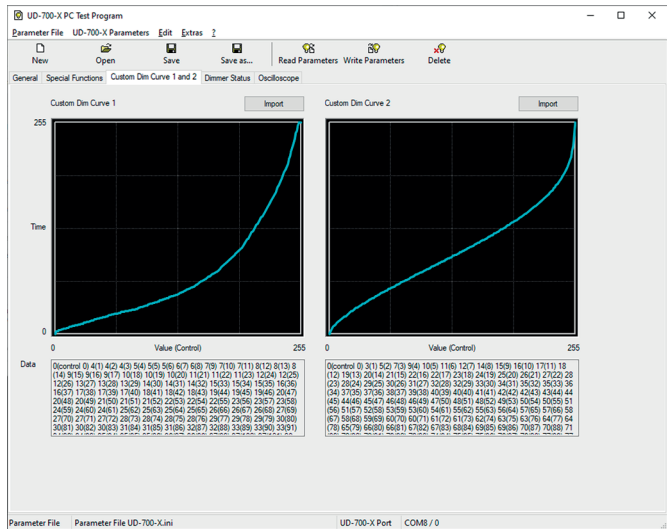 UD-700-X PC Test Program
Parameter File UD-700-X Parameters Edit Extras ?
New Open Save Save as... Read Parameters Write Parameters Delete
General Special Functions Custom Dim Curve 1 and 2 Dimmer Status Oscilloscope
Custom Dim Curve 1 Import Custom Dim Curve 2 Import
255
Time
0
0 Value (Control) 255 0 Value (Control) 255
Data
0(control 0) 4(1) 4(2) 4(3) 5(4) 5(5) 5(6) 6(7) 6(8) 7(9) 7(10) 7(11) 8(12) 8(13) 8
(14) 9(15) 9(16) 9(17) 10(18) 10(19) 10(20) 11(21) 11(22) 11(23) 12(24) 12(25)
12(26) 13(27) 13(28) 13(29) 14(30) 14(31) 14(32) 15(33) 15(34) 15(35) 16(36)
16(37) 17(38) 17(39) 17(40) 18(41) 18(42) 18(43) 19(44) 19(45) 19(46) 20(47)
20(48) 20(49) 21(50) 21(51) 21(52) 22(53) 22(54) 22(55) 23(56) 23(57) 23(58)
24(59) 24(60) 24(61) 25(62) 25(63) 25(64) 25(65) 26(66) 26(67) 26(68) 27(69)
27(70) 27(71) 27(72) 28(73) 28(74) 28(75) 28(76) 29(77) 29(78) 29(79) 30(80)
30(81) 30(82) 30(83) 31(84) 31(85) 31(86) 32(87) 32(88) 33(89) 33(90) 33(91)
0(control 0) 3(1) 5(2) 7(3) 9(4) 10(5) 11(6) 12(7) 14(8) 15(9) 16(10) 17(11) 18
(12) 19(13) 20(14) 21(15) 22(16) 22(17) 23(18) 24(19) 25(20) 26(21) 27(22) 28
(23) 28(24) 29(25) 30(26) 31(27) 32(28) 32(29) 33(30) 34(31) 35(32) 35(33) 36
(34) 37(35) 37(36) 38(37) 39(38) 40(39) 40(40) 41(41) 42(42) 42(43) 43(44) 44
(45) 44(46) 45(47) 46(48) 46(49) 47(50) 48(51) 48(52) 49(53) 50(54) 50(55) 51
(56) 51(57) 52(58) 53(59) 53(60) 54(61) 55(62) 55(63) 56(64) 57(65) 57(66) 58
(67) 58(68) 59(69) 60(70) 60(71) 61(72) 61(73) 62(74) 63(75) 63(76) 64(77) 64
(78) 65(79) 66(80) 66(81) 67(82) 67(83) 68(84) 69(85) 69(86) 70(87) 70(88) 71
Parameter File Parameter File UD-700-X.ini UD-700-X Port COM8 / 0